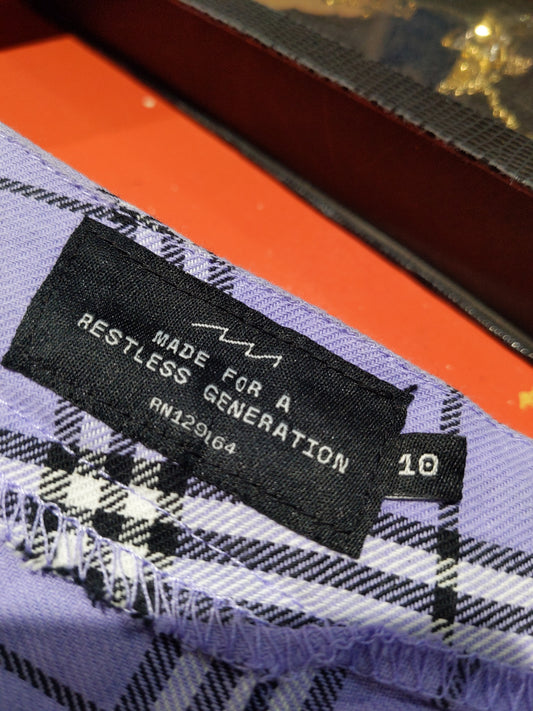 MADE FOR A
RESTLESS GENERATION
RN129164
10